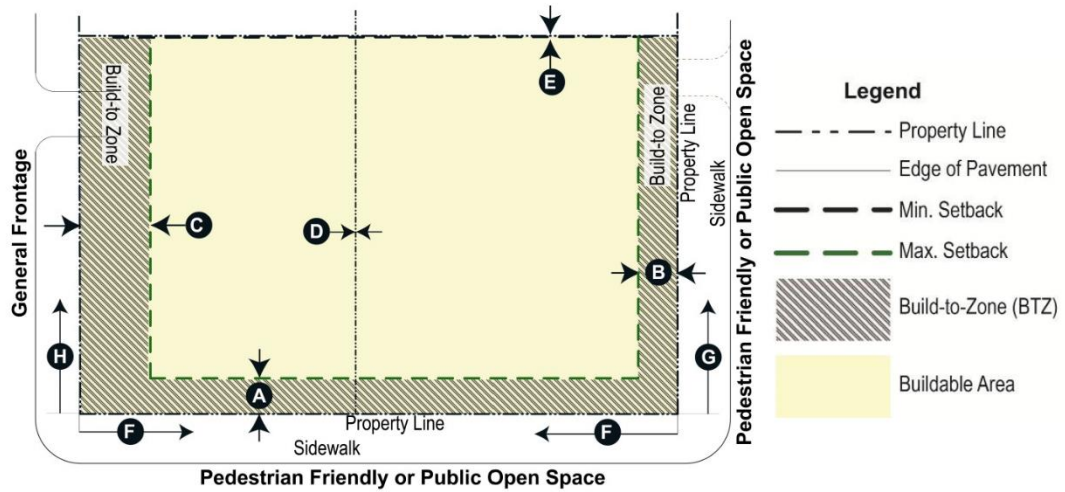 Build-to Zone
General Frontage
C
H
F
D
A
E
Build-to Zone
B
Property Line
Sidewalk
G
F
Pedestrian Friendly or Public Open Space
Property Line
Sidewalk
Pedestrian Friendly or Public Open Space
Legend
Property Line
Edge of Pavement
Min. Setback
Max. Setback
Build-to-Zone (BTZ)
Buildable Area